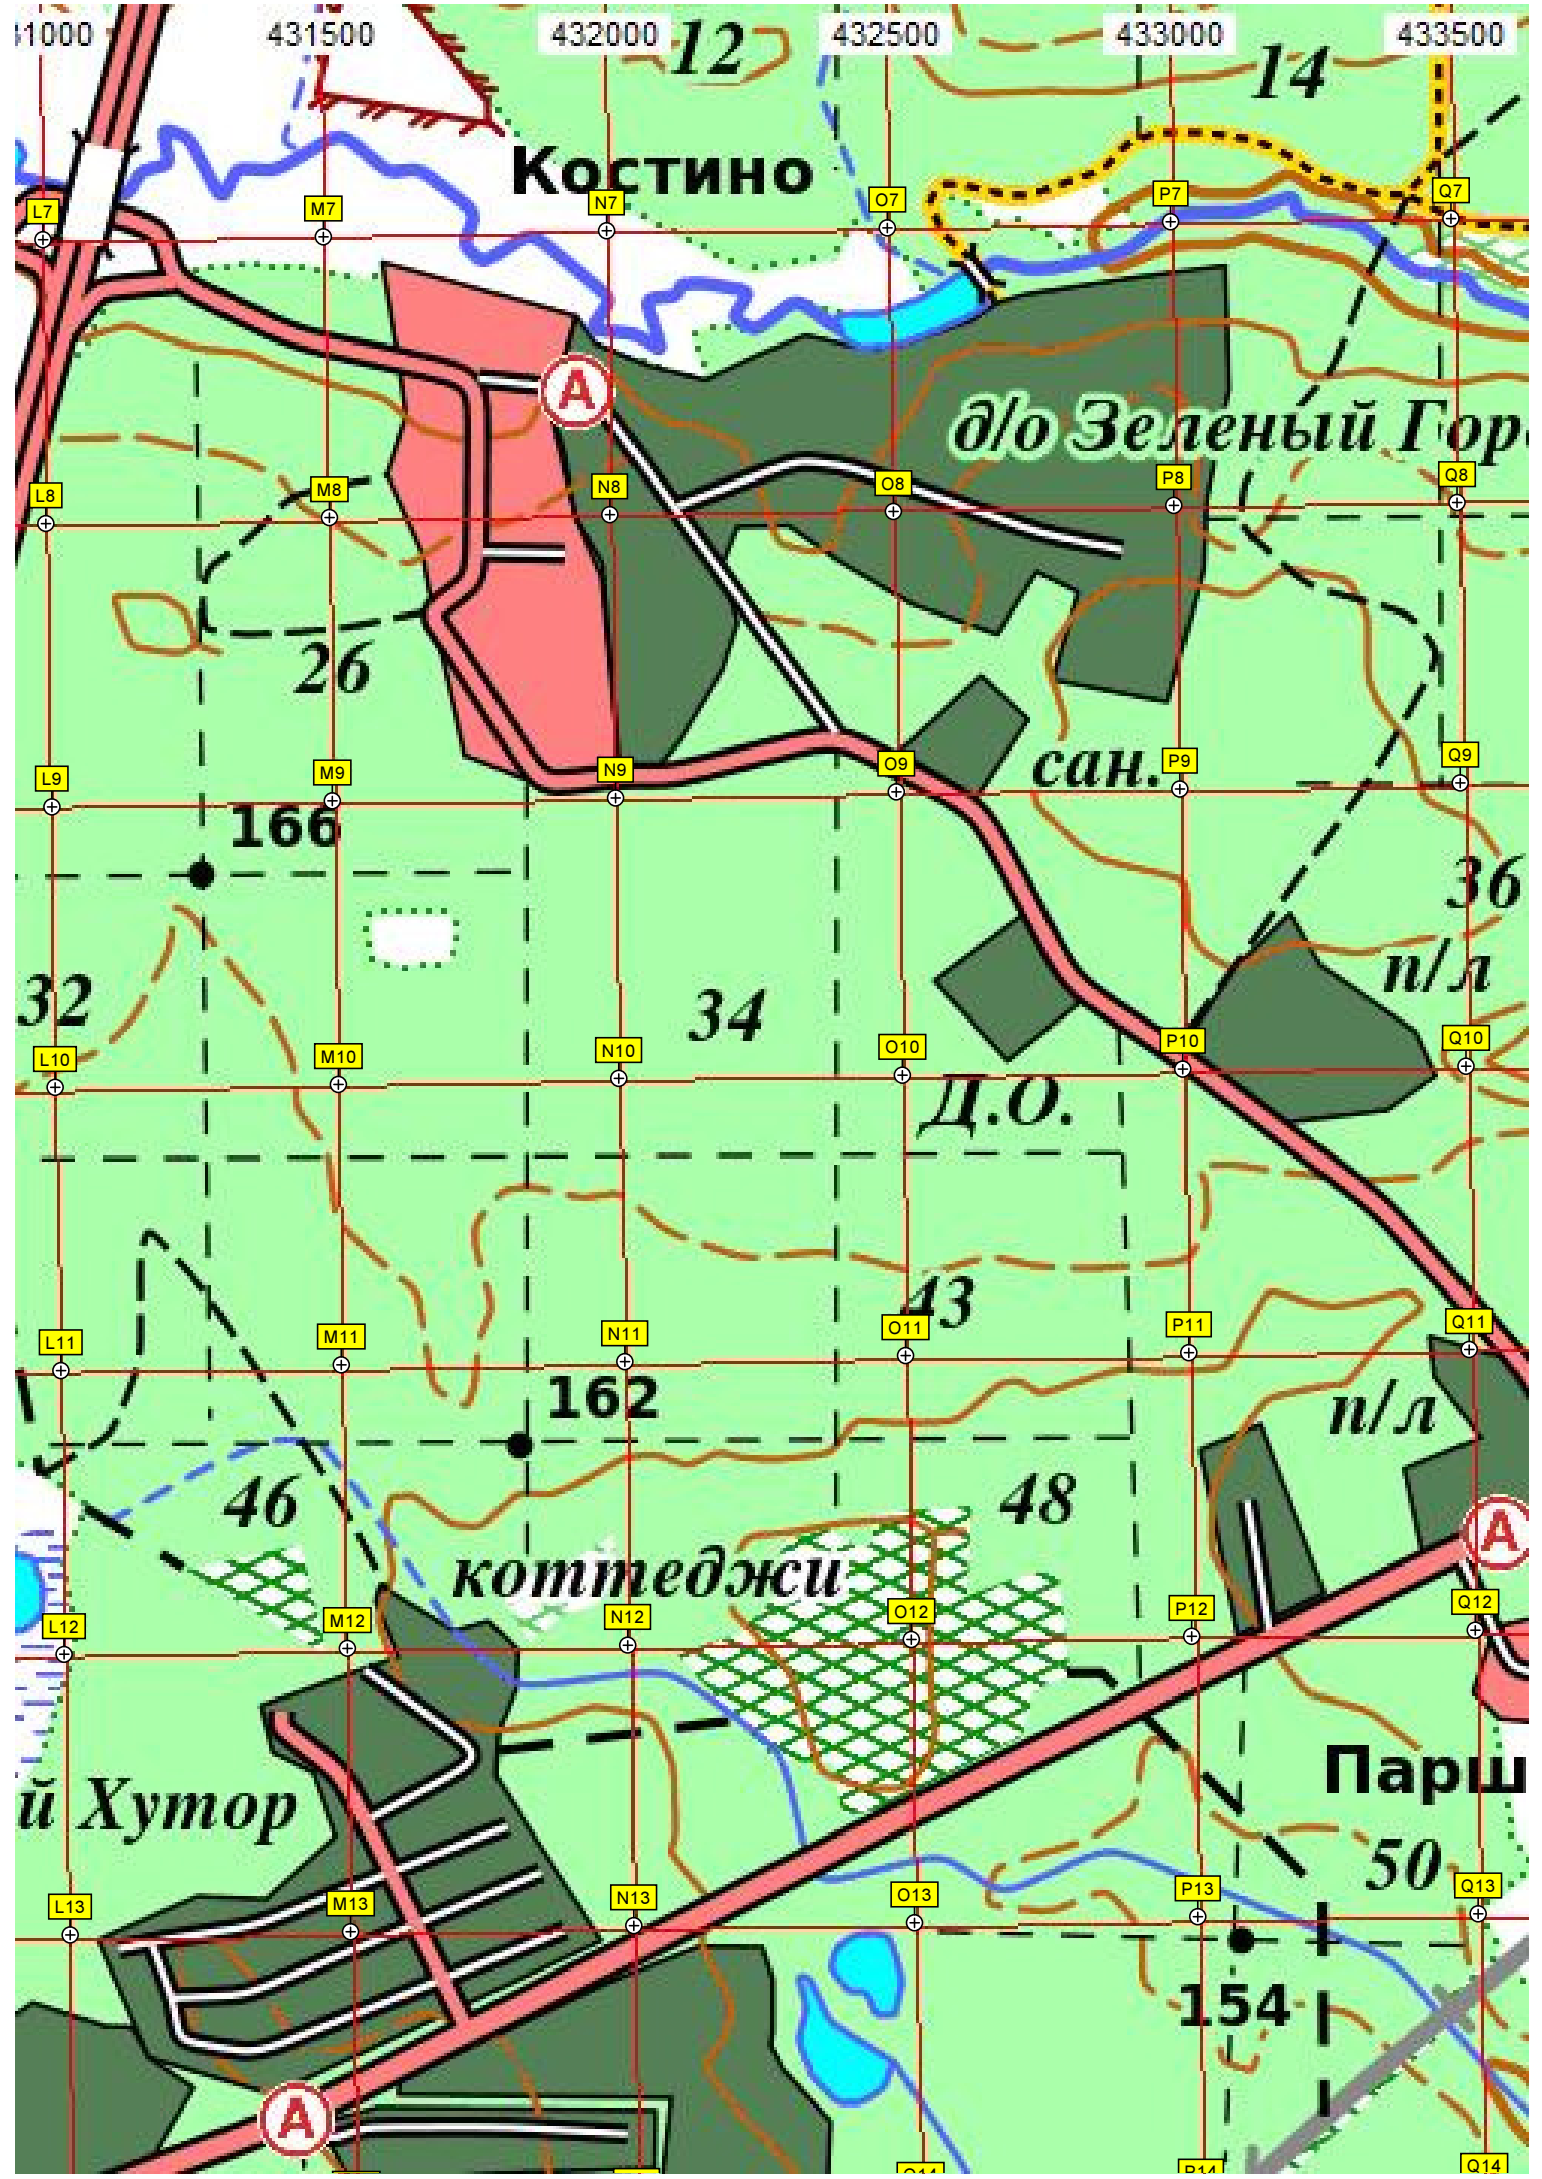 431500 432000 432500 433000 433500
12
14
Костино
L7 M7 N7 O7 P7 Q7
A
д/о Зеленый
L8 M8 N8 O8 P8 Q8
26
сан.
L9 M9 N9 O9 P9 Q9
166
36
п/л
32
34
L10 M10 N10 O10 P10 Q10
Д.О.
43
L11 M11 N11 O11 P11 Q11
162
п/л
46
48
A
коттеджи
L12 M12 N12 O12 P12 Q12
й Хутор
Парш
50
L13 M13 N13 O13 P13 Q13
154
A
Q14